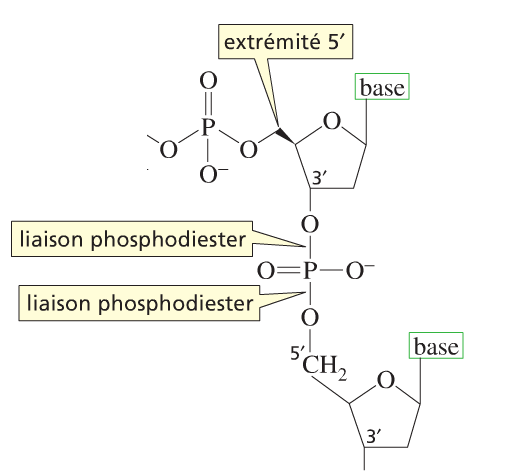 extrémité 5′
base
O
O
P
O
O
O⁻
3′
O
liaison phosphodiester
O=P—O⁻
liaison phosphodiester
O
5′
CH₂
base
O
3′